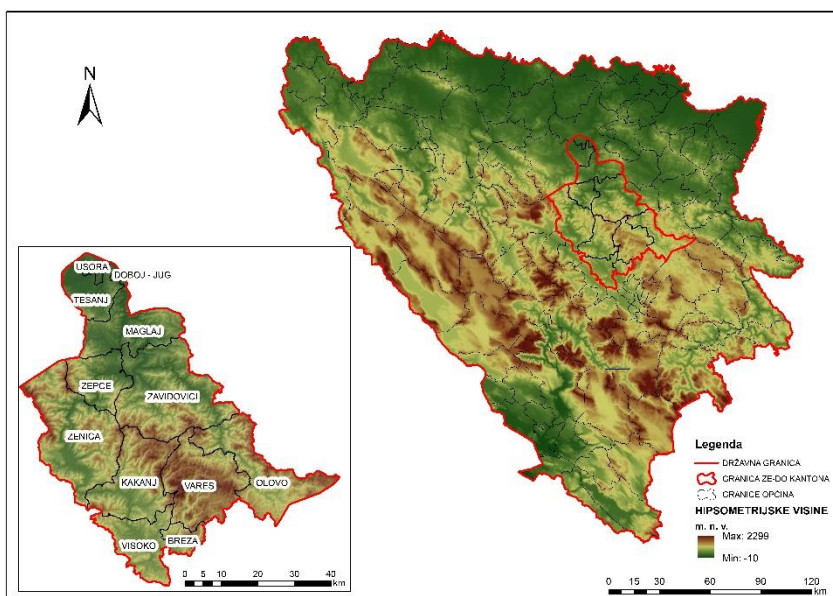 N
USORA
DOBOJ - JUG
TESANJ
MAGLAJ
ZEPCE
ZAVIDOVICI
ZENICA
KAKANJ
VARES
OLOVO
VISOKO
BREZA
0 5 10 20 30 40
km
Legenda
DRŽAVNA GRANICA
GRANICA ZE-DO KANTONA
GRANICE OPĆINA
HIPSOMETRIJSKE VISINE
m. n. v.
Max: 2299
Min: -10
0 15 30 60 90 120
km